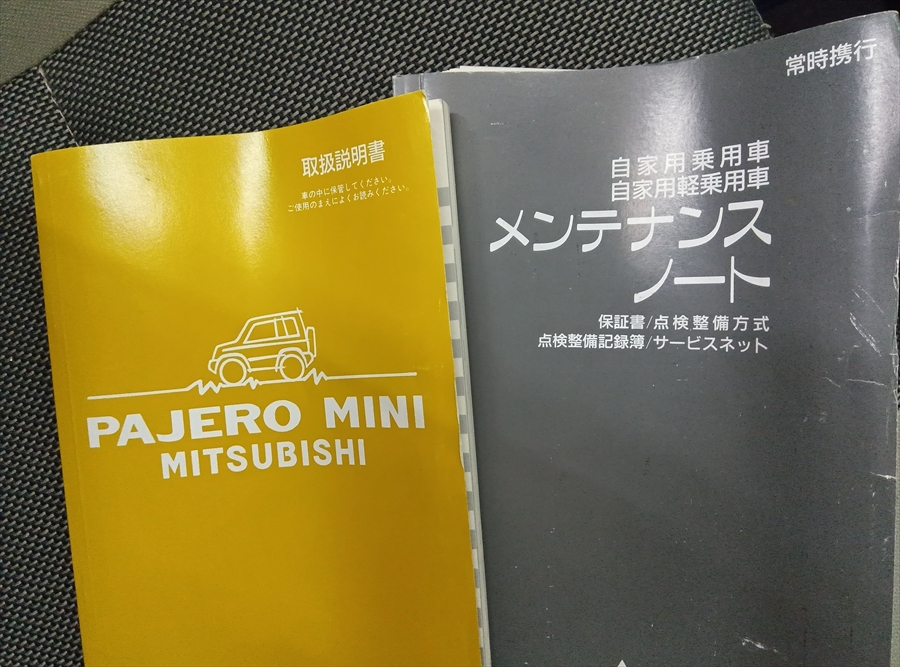 取扱説明書
車の中に保管してください。
ご使用のまえによくお読みください。
PAJERO MINI
MITSUBISHI
常時携行
自家用乗用車
自家用軽乗用車
メンテナンス
ノート
保証書/点検整備方式
点検整備記録簿/サービスネット